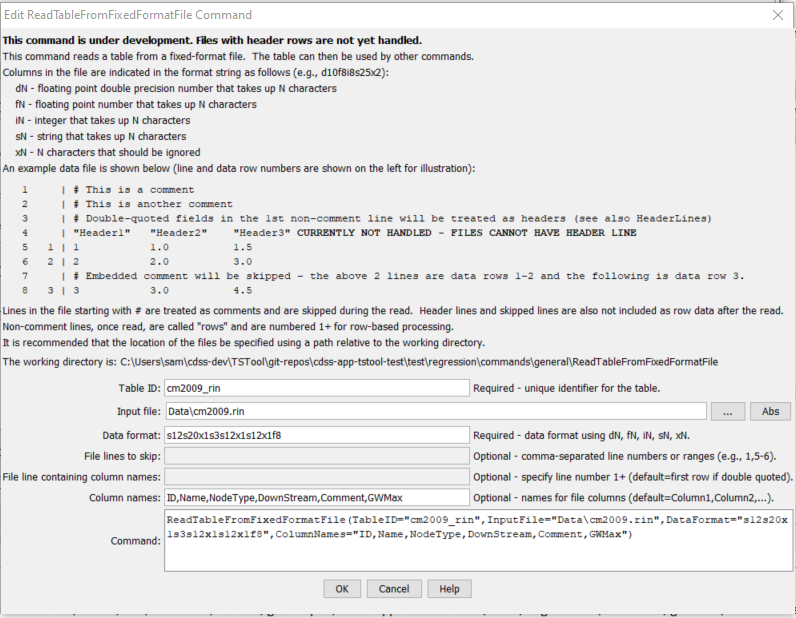 Edit ReadTableFromFixedFormatFile Command
This command is under development. Files with header rows are not yet handled.
This command reads a table from a fixed-format file.  The table can then be used by other commands.
Columns in the file are indicated in the format string as follows (e.g., d10f8i8s25x2):
dN - floating point double precision number that takes up N characters
fN - floating point number that takes up N characters
iN - integer that takes up N characters
sN - string that takes up N characters
xN - N characters that should be ignored
An example data file is shown below (line and data row numbers are shown on the left for illustration):
1     | # This is a comment
2     | # This is another comment
3     | # Double-quoted fields in the 1st non-comment line will be treated as headers (see also HeaderLines)
4     | "Header1"   "Header2"    "Header3" CURRENTLY NOT HANDLED - FILES CANNOT HAVE HEADER LINE
5   1 | 1           1.0          1.5
6   2 | 2           2.0          3.0
7     | # Embedded comment will be skipped - the above 2 lines are data rows 1-2 and the following is data row 3.
8   3 | 3           3.0          4.5
Lines in the file starting with # are treated as comments and are skipped during the read.  Header lines and skipped lines are also not included as row data after the read.
Non-comment lines, once read, are called "rows" and are numbered 1+ for row-based processing.
It is recommended that the location of the files be specified using a path relative to the working directory.
The working directory is: C:\Users\sam\cdss-dev\TSTool\git-repos\cdss-app-tstool-test\test\regression\commands\general\ReadTableFromFixedFormatFile
Table ID: cm2009_rin Required - unique identifier for the table.
Input file: Data\cm2009.rin ... Abs
Data format: s12s20x1s3s12x1s12x1f8 Required - data format using dN, fN, iN, sN, xN.
File lines to skip: Optional - comma-separated line numbers or ranges (e.g., 1,5-6).
File line containing column names: Optional - specify line number 1+ (default=first row if double quoted).
Column names: ID,Name,NodeType,DownStream,Comment,GWMax Optional - names for file columns (default=Column1,Column2,...).
Command: ReadTableFromFixedFormatFile(TableID="cm2009_rin",InputFile="Data\cm2009.rin",DataFormat="s12s20x
1s3s12x1s12x1f8",ColumnNames="ID,Name,NodeType,DownStream,Comment,GWMax")
OK Cancel Help